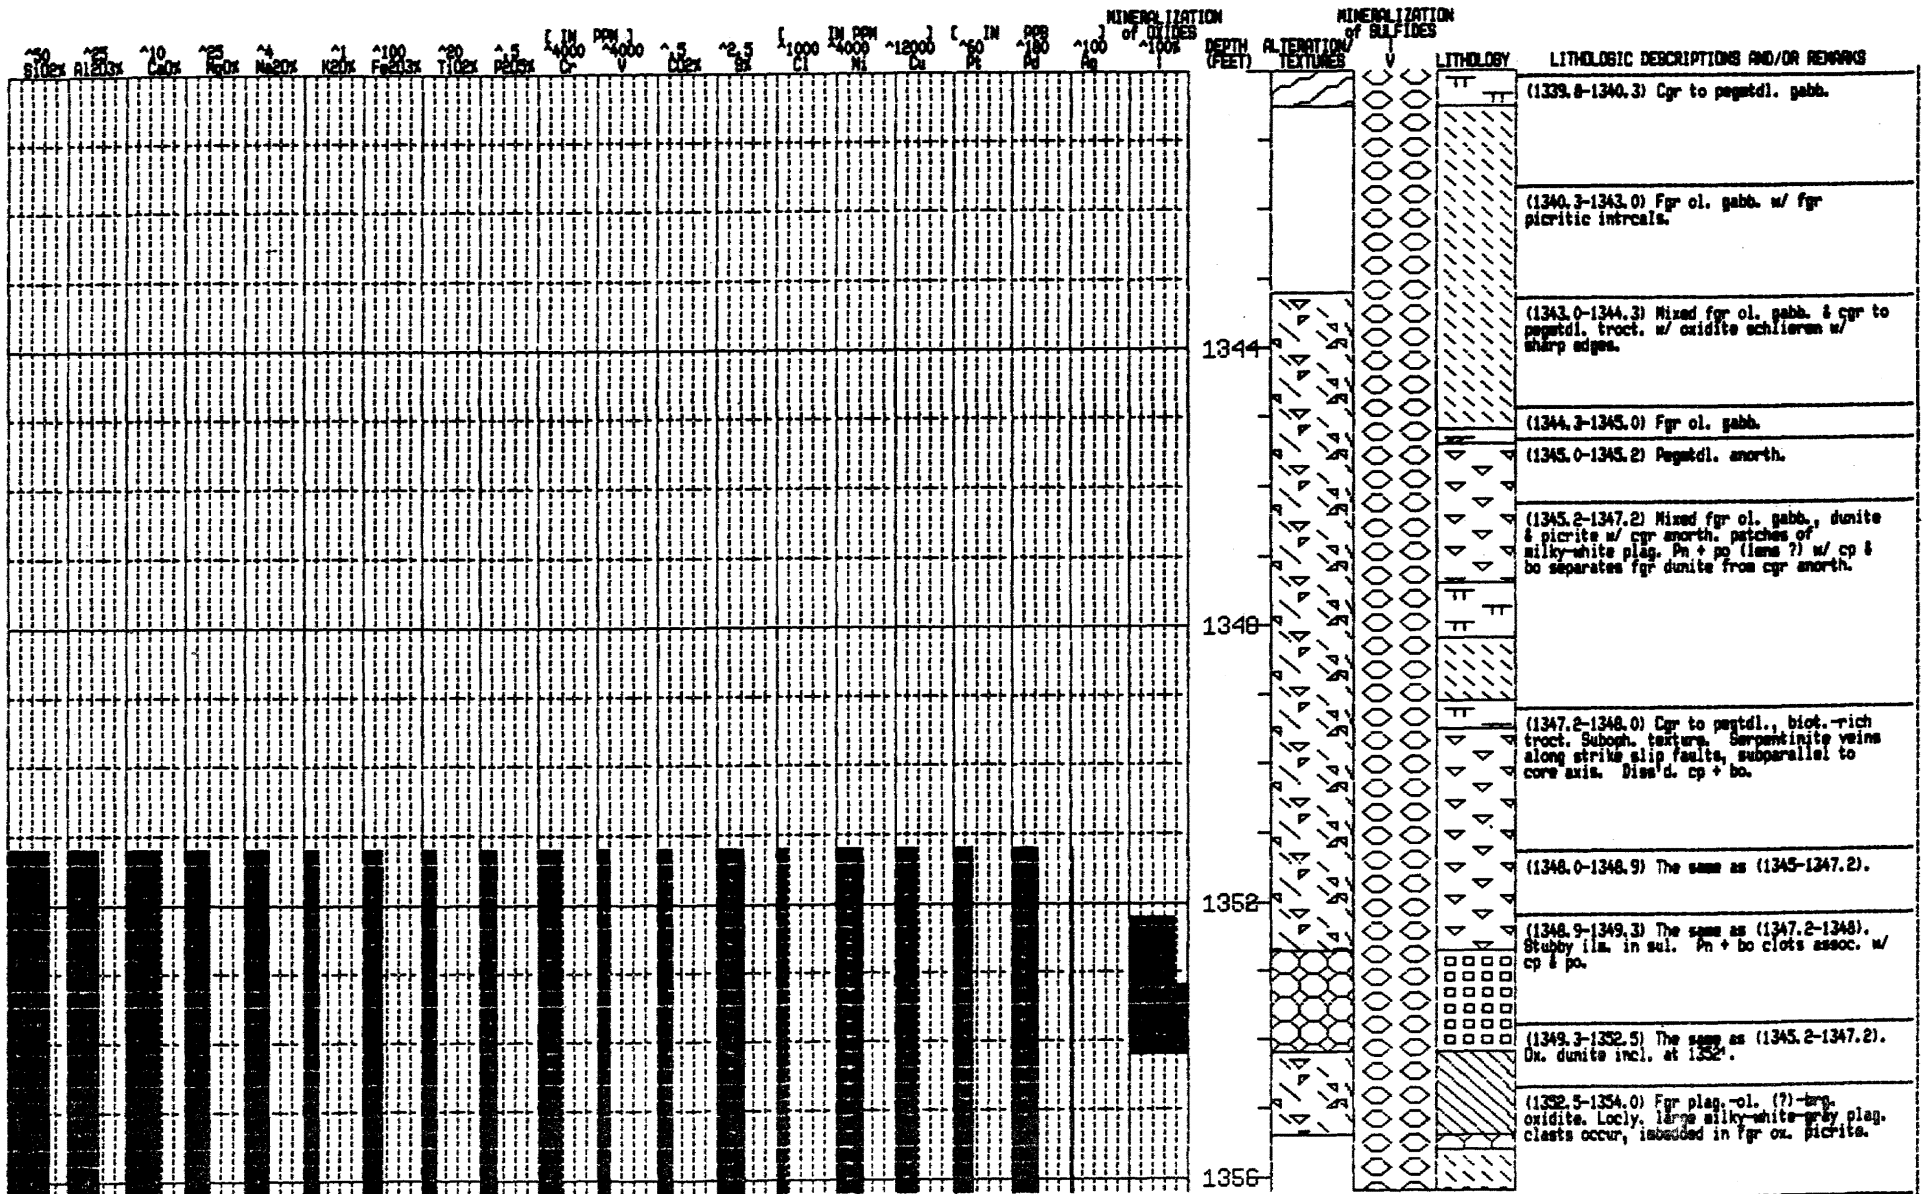 MINERALIZATION of OXIDES
MINERALIZATION of SULFIDES
[ IN PPM ]
[ IN PPM ]
[ IN PPB ]
^50 ^25 ^10 ^25 ^4 ^1 ^100 ^20 ^.5 ^4000 ^4000 ^.5 ^2.5 ^1000 ^4000 ^12000 ^60 ^180 ^100 ^100%
SiO2% Al2O3% CaO% MgO% Na2O% K2O% Fe2O3% TiO2% P2O5% Cr V CO2% S% Cl Ni Cu Pt Pd Ag I
DEPTH (FEET)
ALTERATION/ TEXTURES
I
V
LITHOLOGY
LITHOLOGIC DESCRIPTIONS AND/OR REMARKS
(1339.8-1340.3) Cgr to pegmtdl. gabb.
(1340.3-1343.0) Fgr ol. gabb. w/ fgr
picritic intrcals.
(1343.0-1344.3) Mixed fgr ol. gabb. & cgr to
pegmtdl. troct. w/ oxidite schlieren w/
sharp edges.
1344
(1344.3-1345.0) Fgr ol. gabb.
(1345.0-1345.2) Pegmtdl. anorth.
(1345.2-1347.2) Mixed fgr ol. gabb., dunite
& picrite w/ cgr anorth. patches of
milky-white plag. Pn + po (lens ?) w/ cp &
bo separates fgr dunite from cgr anorth.
1348
(1347.2-1348.0) Cgr to pegtdl., biot.-rich
troct. Suboph. texture. Serpentinite veins
along strike slip faults, subparallel to
core axis. Diss'd. cp + bo.
(1348.0-1348.9) The same as (1345-1347.2).
1352
(1348.9-1349.3) The same as (1347.2-1348).
Stubby ilm. in sul. Pn + bo clots assoc. w/
cp & po.
(1349.3-1352.5) The same as (1345.2-1347.2).
Ox. dunite incl. at 1352'.
(1352.5-1354.0) Fgr plag.-ol. (?)-brg.
oxidite. Locly. large milky-white-gray plag.
clasts occur, imbedded in fgr ox. picrite.
1356